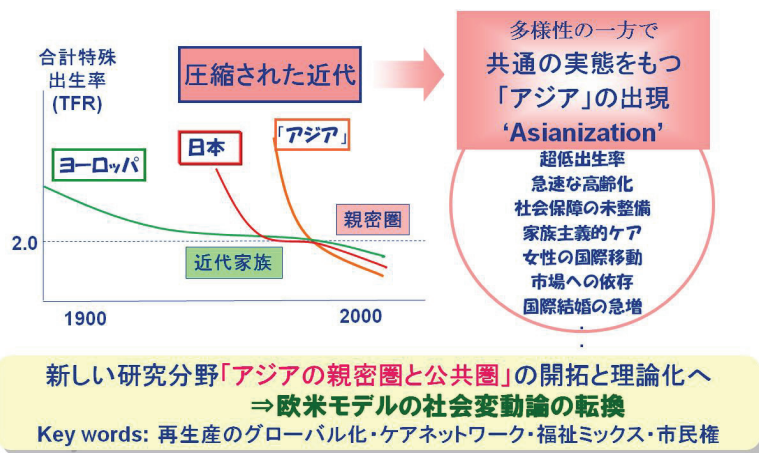 合計特殊
出生率
(TFR)
圧縮された近代
ヨーロッパ
日本
「アジア」
親密圏
2.0
近代家族
1900
2000
多様性の一方で
共通の実態をもつ
「アジア」の出現
‘Asianization’
超低出生率
急速な高齢化
社会保障の未整備
家族主義的ケア
女性の国際移動
市場への依存
国際結婚の急増
・
・
新しい研究分野「アジアの親密圏と公共圏」の開拓と理論化へ
⇒欧米モデルの社会変動論の転換
Key words: 再生産のグローバル化・ケアネットワーク・福祉ミックス・市民権